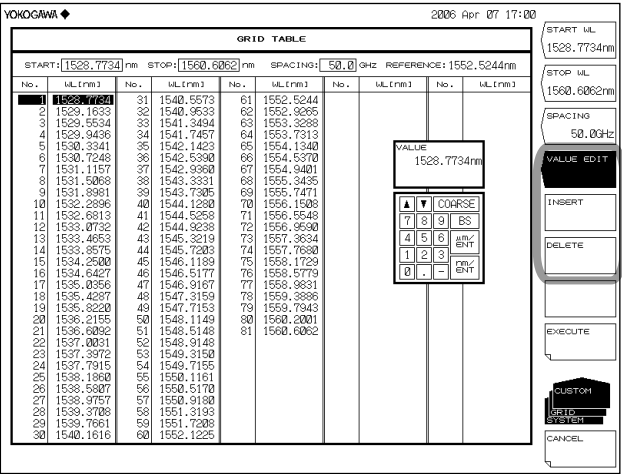 YOKOGAWA ◆ 2006 Apr 07 17:00
GRID TABLE
START: 1528.7734 nm STOP: 1560.6062 nm SPACING: 50.0 GHz REFERENCE: 1552.5244nm
No. WL[nm] No. WL[nm] No. WL[nm] No. WL[nm] No. WL[nm]
1 1528.7734 31 1540.5573 61 1552.5244
2 1529.1633 32 1540.9533 62 1552.9265
3 1529.5534 33 1541.3494 63 1553.3288
4 1529.9436 34 1541.7457 64 1553.7313
5 1530.3341 35 1542.1423 65 1554.1340
6 1530.7248 36 1542.5390 66 1554.5370
7 1531.1157 37 1542.9360 67 1554.9401
8 1531.5068 38 1543.3331 68 1555.3435
9 1531.8981 39 1543.7305 69 1555.7471
10 1532.2896 40 1544.1280 70 1556.1508
11 1532.6813 41 1544.5258 71 1556.5548
12 1533.0732 42 1544.9238 72 1556.9590
13 1533.4653 43 1545.3219 73 1557.3634
14 1533.8575 44 1545.7203 74 1557.7680
15 1534.2500 45 1546.1189 75 1558.1729
16 1534.6427 46 1546.5177 76 1558.5779
17 1535.0356 47 1546.9167 77 1558.9831
18 1535.4287 48 1547.3159 78 1559.3886
19 1535.8220 49 1547.7153 79 1559.7943
20 1536.2155 50 1548.1149 80 1560.2001
21 1536.6092 51 1548.5148 81 1560.6062
22 1537.0031 52 1548.9148
23 1537.3972 53 1549.3150
24 1537.7915 54 1549.7155
25 1538.1860 55 1550.1161
26 1538.5807 56 1550.5170
27 1538.9757 57 1550.9180
28 1539.3708 58 1551.3193
29 1539.7661 59 1551.7208
30 1540.1616 60 1552.1225
VALUE
1528.7734nm
▲ ▼ COARSE
7 8 9 BS
4 5 6 μm/ENT
1 2 3 nm/ENT
0 . -
START WL
1528.7734nm
STOP WL
1560.6062nm
SPACING
50.0GHz
VALUE EDIT
INSERT
DELETE
EXECUTE
CUSTOM
GRID
SYSTEM
CANCEL